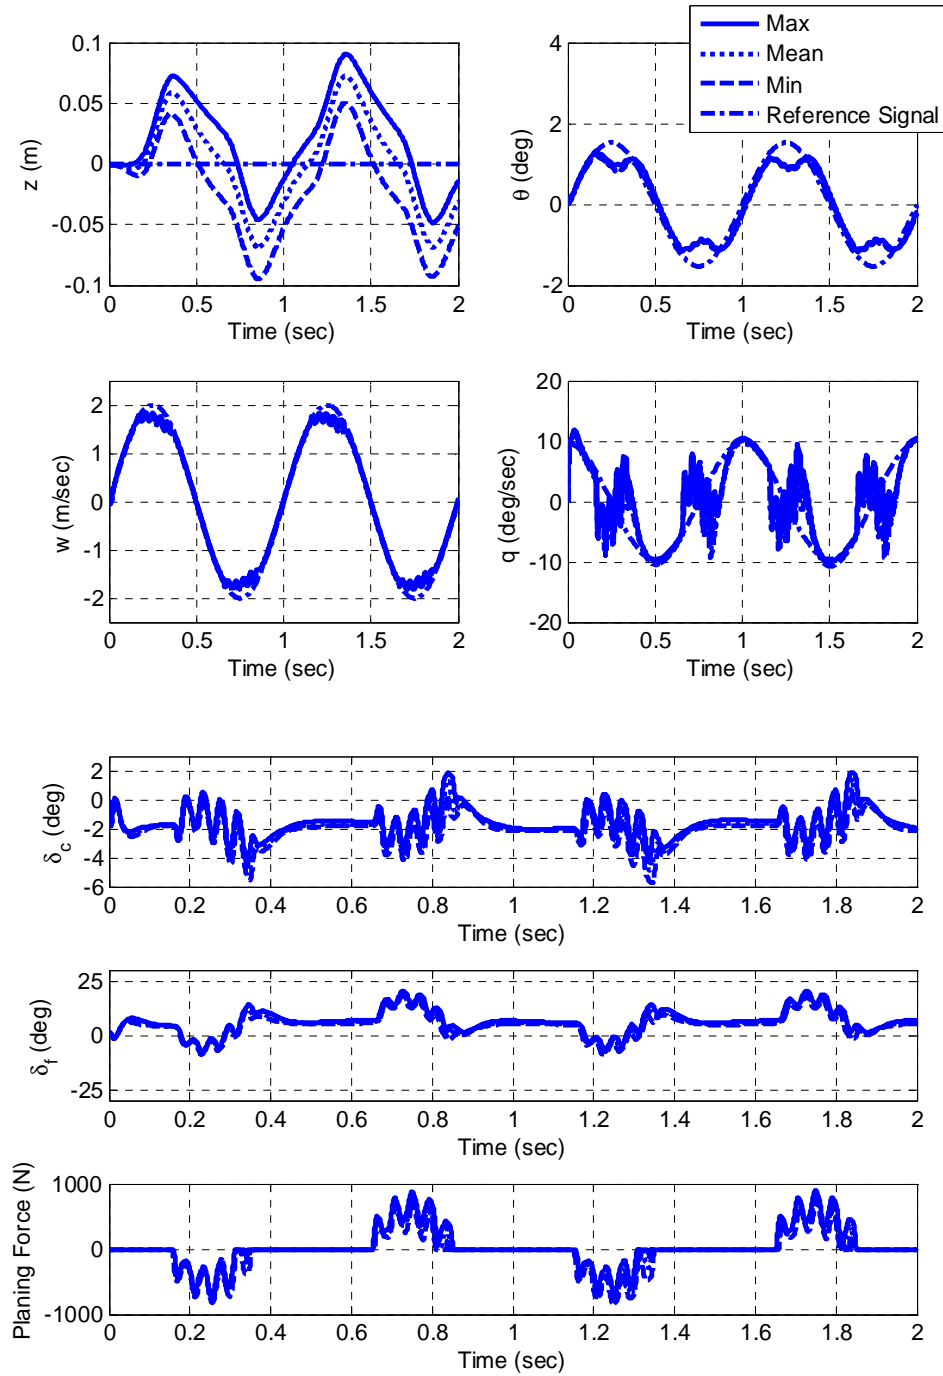 Max
Mean
Min
Reference Signal
0.1
0.05
0
-0.05
-0.1
z (m)
0 0.5 1 1.5 2
Time (sec)
4
2
0
-2
θ (deg)
0 0.5 1 1.5 2
Time (sec)
2
1
0
-1
-2
w (m/sec)
0 0.5 1 1.5 2
Time (sec)
20
10
0
-10
-20
q (deg/sec)
0 0.5 1 1.5 2
Time (sec)
2
0
-2
-4
-6
δc (deg)
0 0.2 0.4 0.6 0.8 1 1.2 1.4 1.6 1.8 2
Time (sec)
25
0
-25
δf (deg)
0 0.2 0.4 0.6 0.8 1 1.2 1.4 1.6 1.8 2
Time (sec)
1000
0
-1000
Planing Force (N)
0 0.2 0.4 0.6 0.8 1 1.2 1.4 1.6 1.8 2
Time (sec)